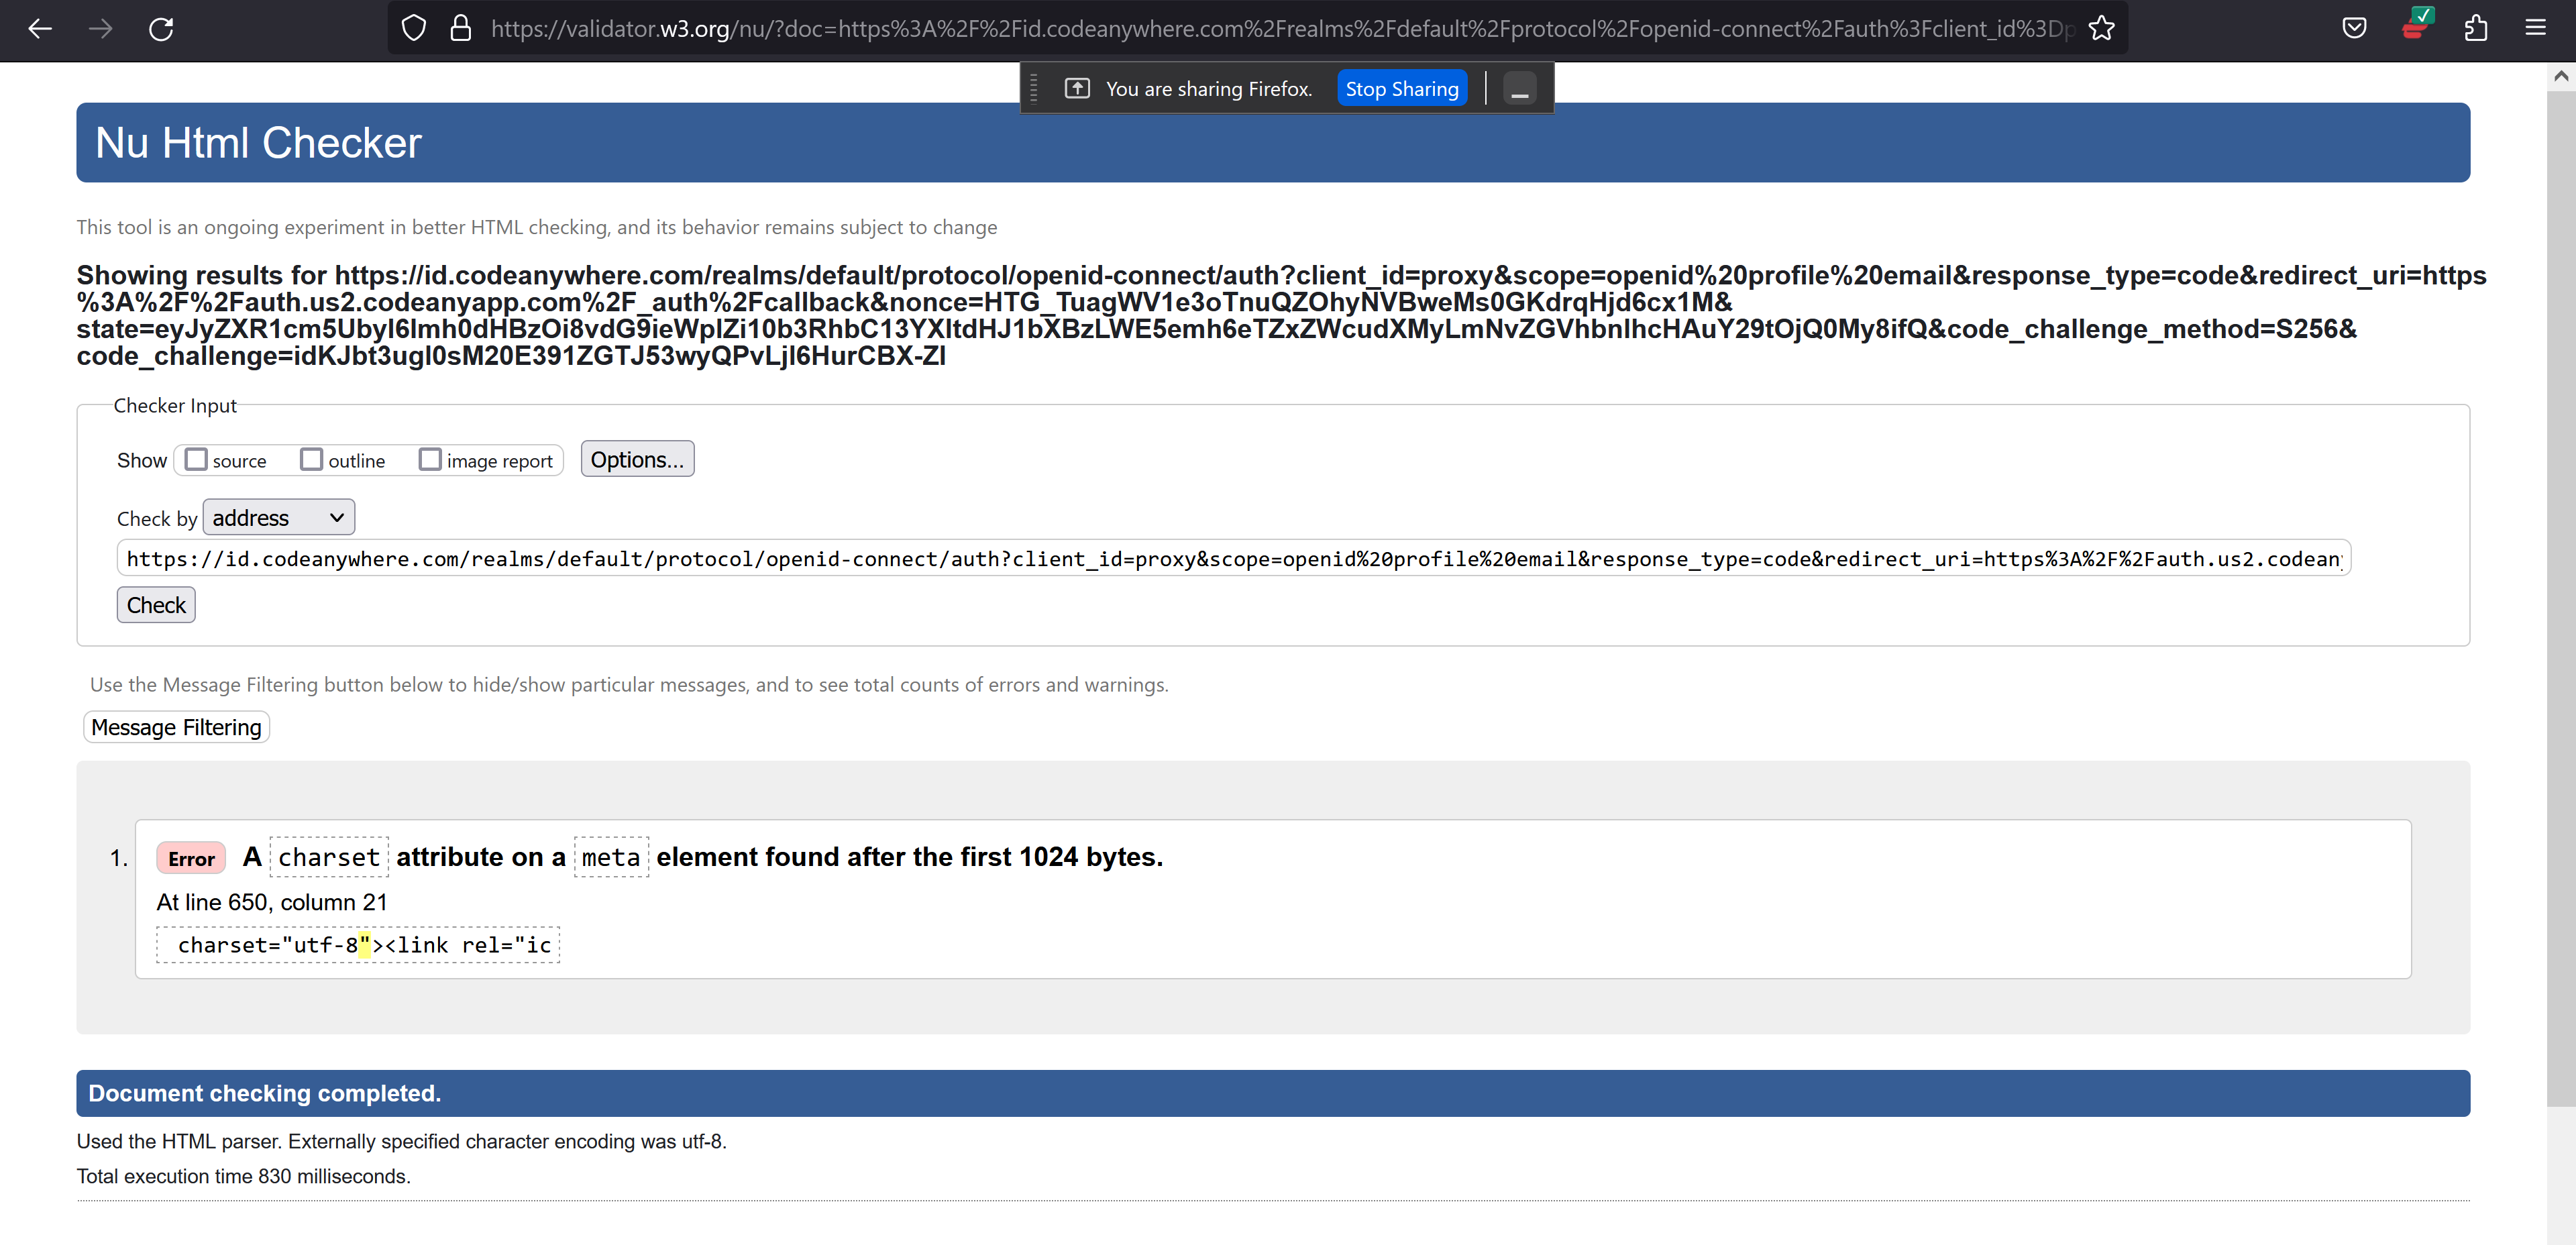 https://validator.w3.org/nu/?doc=https%3A%2F%2Fid.codeanywhere.com%2Frealms%2Fdefault%2Fprotocol%2Fopenid-connect%2Fauth%3Fclient_id%3Dp
You are sharing Firefox. Stop Sharing
Nu Html Checker
This tool is an ongoing experiment in better HTML checking, and its behavior remains subject to change
Showing results for https://id.codeanywhere.com/realms/default/protocol/openid-connect/auth?client_id=proxy&scope=openid%20profile%20email&response_type=code&redirect_uri=https
%3A%2F%2Fauth.us2.codeanyapp.com%2F_auth%2Fcallback&nonce=HTG_TuagWV1e3oTnuQZOhyNVBweMs0GKdrqHjd6cx1M&
state=eyJyZXR1cm5UbyI6Imh0dHBzOi8vdG9ieWplZi10b3RhbC13YXItdHJ1bXBzLWE5emh6eTZxZWcudXMyLmNvZGVhbnlhcHAuY29tOjQ0My8ifQ&code_challenge_method=S256&
code_challenge=idKJbt3ugl0sM20E391ZGTJ53wyQPvLjl6HurCBX-ZI
Checker Input
Show source outline image report Options...
Check by address
https://id.codeanywhere.com/realms/default/protocol/openid-connect/auth?client_id=proxy&scope=openid%20profile%20email&response_type=code&redirect_uri=https%3A%2F%2Fauth.us2.codean
Check
Use the Message Filtering button below to hide/show particular messages, and to see total counts of errors and warnings.
Message Filtering
1. Error A charset attribute on a meta element found after the first 1024 bytes.
At line 650, column 21
charset="utf-8"><link rel="ic
Document checking completed.
Used the HTML parser. Externally specified character encoding was utf-8.
Total execution time 830 milliseconds.